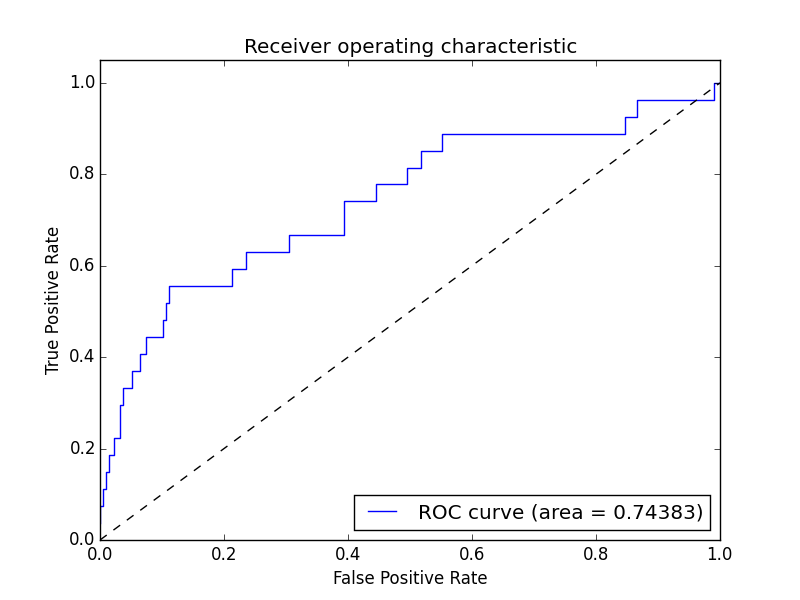 Receiver operating characteristic
1.0
0.8
0.6
0.4
0.2
0.0
True Positive Rate
ROC curve (area = 0.74383)
0.0 0.2 0.4 0.6 0.8 1.0
False Positive Rate